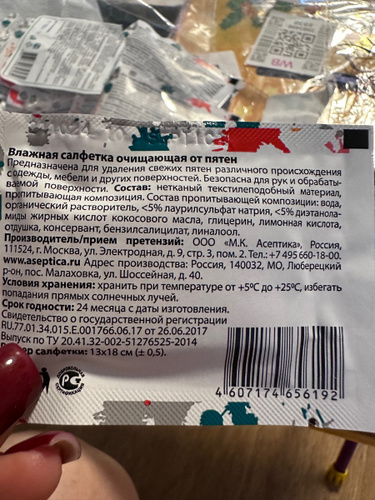 Влажная салфетка очищающая от пятен
Предназначена для удаления свежих пятен различного происхождения с
одежды, мебели и других поверхностей. Безопасна для рук и обрабаты-
ваемой поверхности. Состав: нетканый текстилеподобный материал,
пропитывающая композиция. Состав пропитывающей композиции: вода,
органический растворитель, <5% лаурилсульфат натрия, <5% диэтанола-
миды жирных кислот кокосового масла, глицерин, лимонная кислота,
отдушка, консервант, бензилсалицилат, линалоол.
Производитель/прием претензий: ООО «М.К. Асептика», Россия,
111524, г. Москва, ул. Электродная, д. 9, стр. 3, пом. 2. Тел.:+7 495 660-18-00.
www.aseptica.ru Адрес производства: Россия, 140032, МО, Люберецкий
р-он, пос. Малаховка, ул. Шоссейная, д. 40.
Условия хранения: хранить при температуре от +5°C до +25°C, избегать
попадания прямых солнечных лучей.
Срок годности: 24 месяца с даты изготовления.
Свидетельство о государственной регистрации
RU.77.01.34.015.E.001766.06.17 от 26.06.2017
Выпуск по ТУ 20.41.32-002-51276525-2014
салфетки: 13х18 см (± 0,5).
4 607174 656192
WB